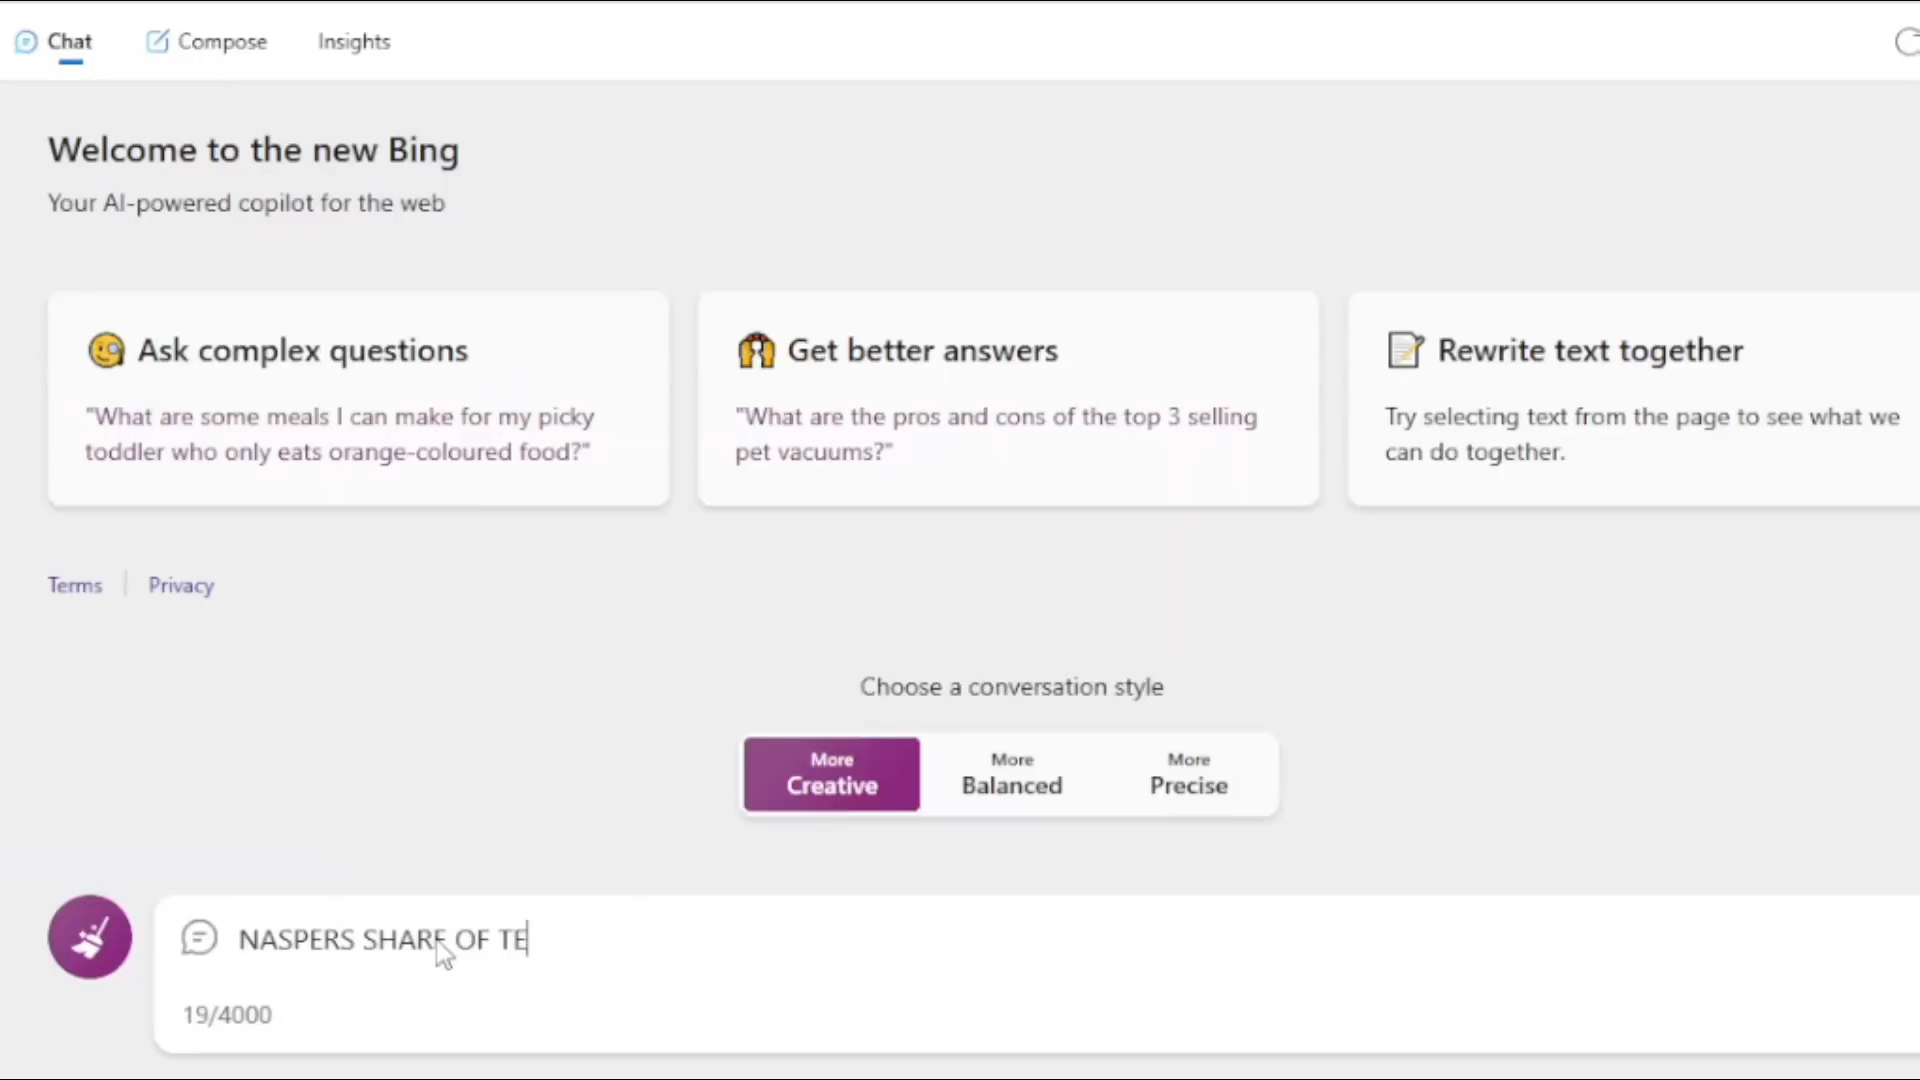 Chat Compose Insights
Welcome to the new Bing
Your AI-powered copilot for the web
Ask complex questions
"What are some meals I can make for my picky
toddler who only eats orange-coloured food?"
Get better answers
"What are the pros and cons of the top 3 selling
pet vacuums?"
Rewrite text together
Try selecting text from the page to see what we
can do together.
Terms Privacy
Choose a conversation style
More
Creative
More
Balanced
More
Precise
NASPERS SHARE OF TE
19/4000